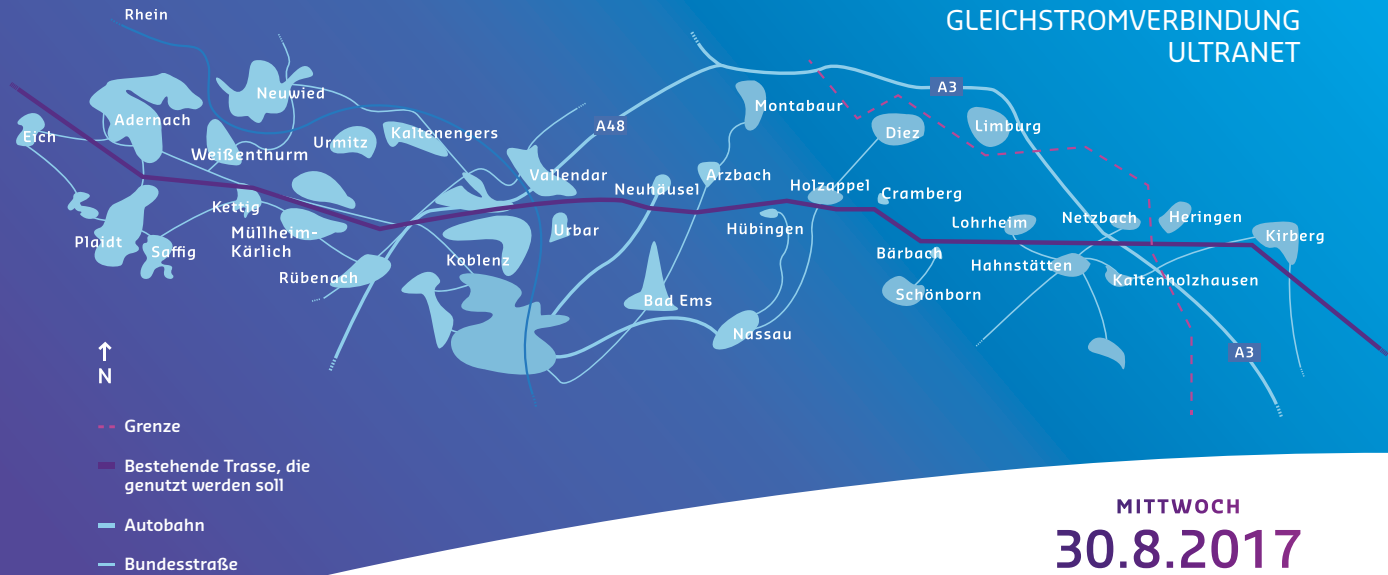 GLEICHSTROMVERBINDUNG
ULTRANET
Rhein
Neuwied
Adernach
Eich
Weißenthurm
Urmitz
Kaltenengers
A48
Montabaur
A3
Diez
Limburg
Vallendar
Neuhäusel
Arzbach
Holzappel
Cramberg
Kettig
Müllheim-
Kärlich
Plaidt
Saffig
Rübenach
Koblenz
Urbar
Hübingen
Bad Ems
Nassau
Bärbach
Schönborn
Lohrheim
Netzbach
Heringen
Kirberg
Hahnstätten
Kaltenholzhausen
A3
N
Grenze
Bestehende Trasse, die
genutzt werden soll
Autobahn
Bundesstraße
MITTWOCH
30.8.2017